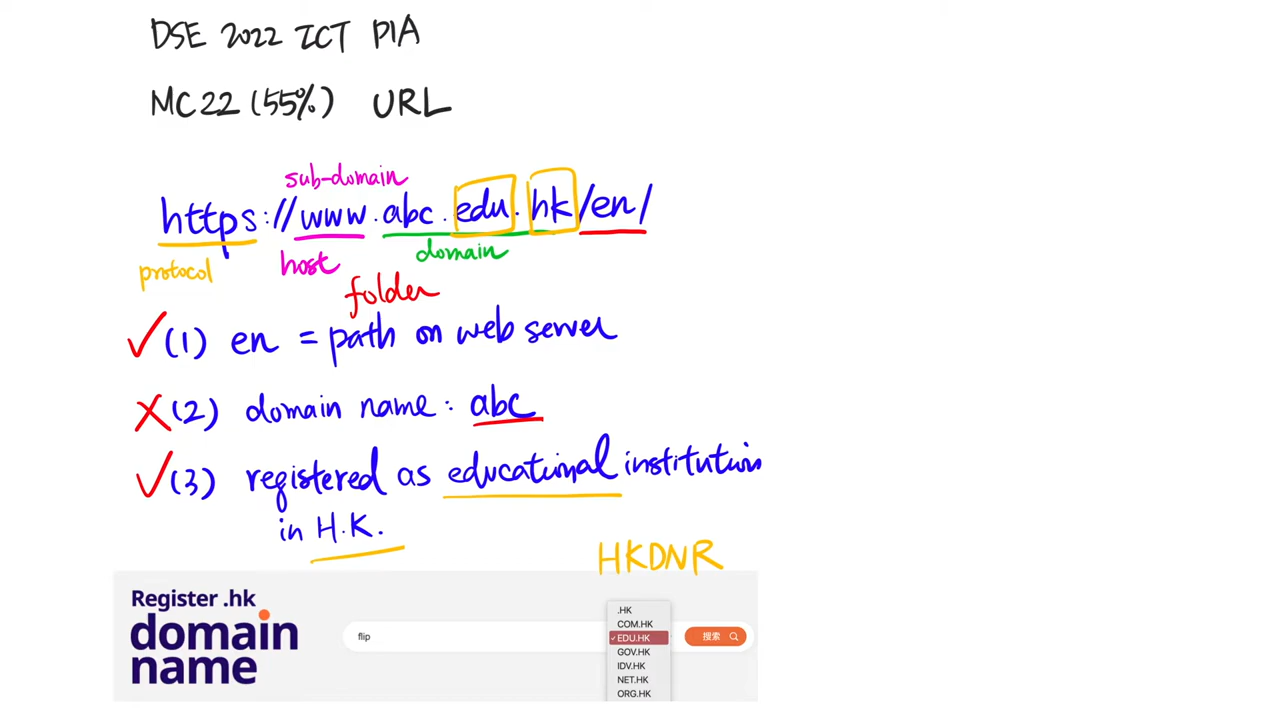 DSE 2022 ICT P1A
MC 22 (55%) URL
sub-domain
https://www.abc.edu.hk/en/
protocol host domain
folder
(1) en = path on web server
(2) domain name: abc
(3) registered as educational institution
in H.K.
HKDNR
Register .hk
domain
name
flip
.HK
COM.HK
✓ EDU.HK
GOV.HK
IDV.HK
NET.HK
ORG.HK
搜索